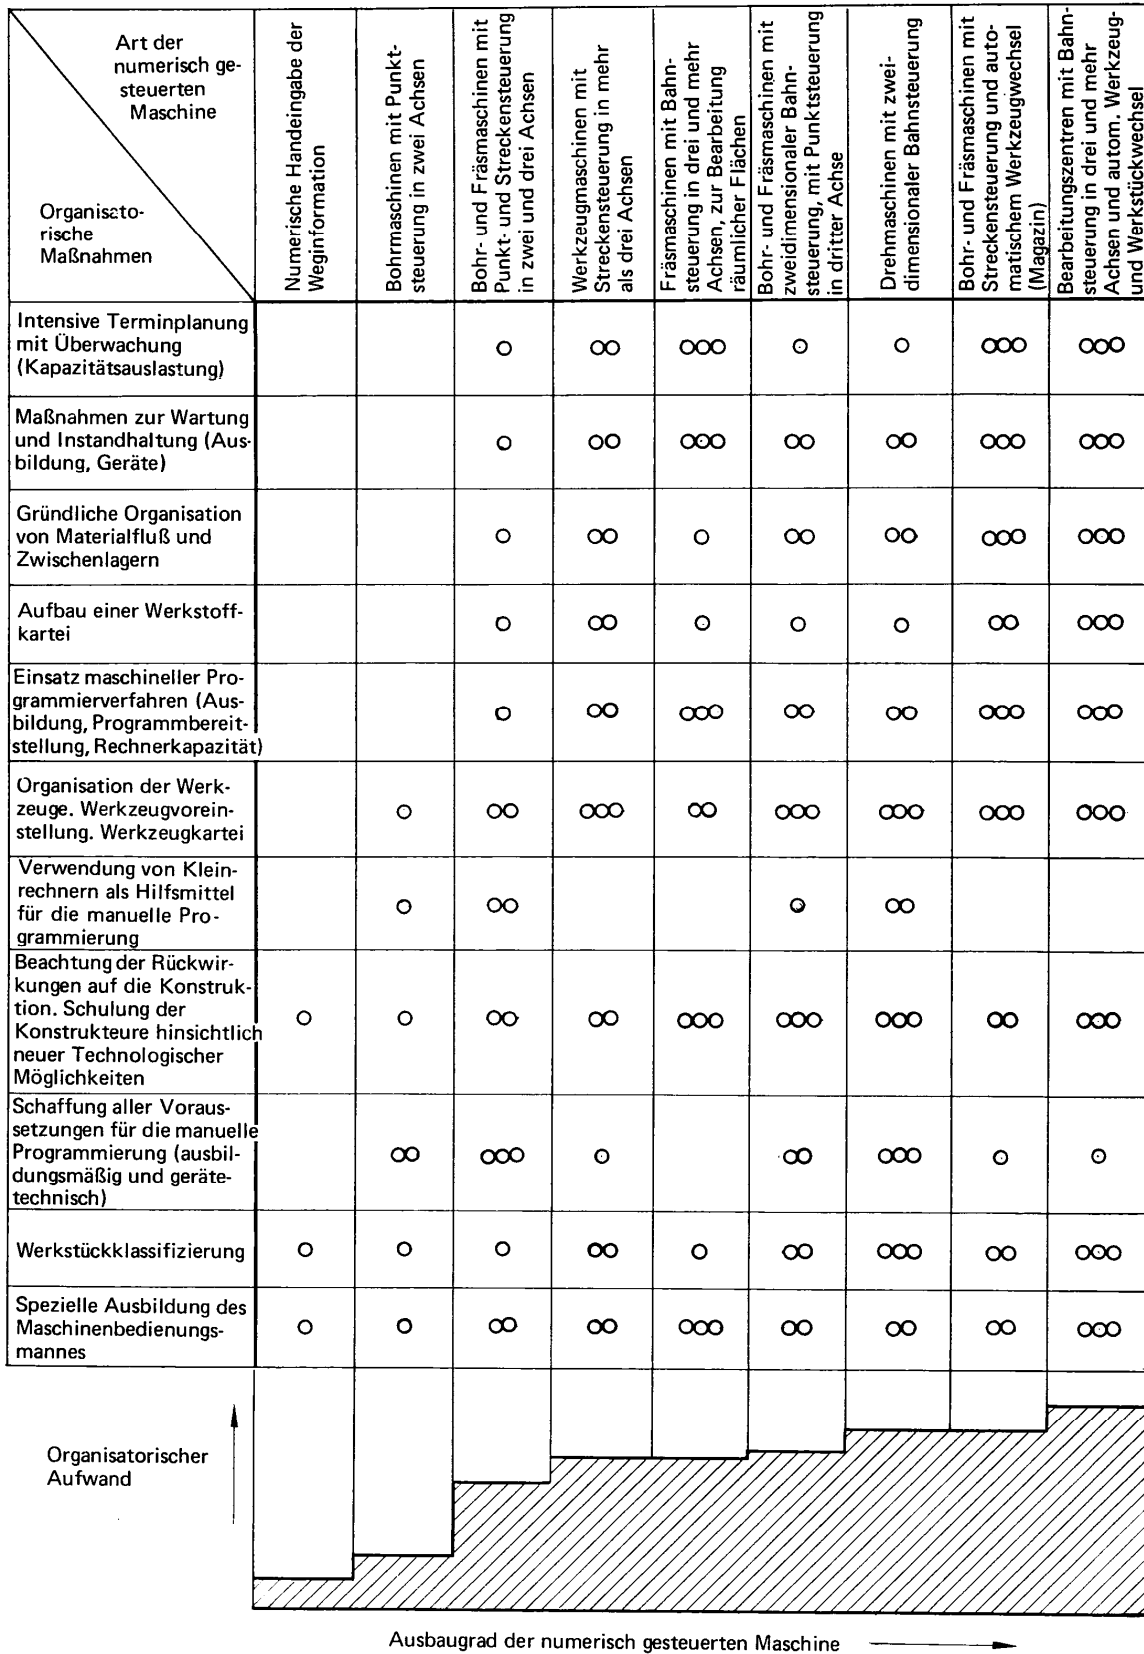 Art der
numerisch ge-
steuerten
Maschine
Organisato-
rische
Maßnahmen
Numerische Handeingabe der
Weginformation
Bohrmaschinen mit Punkt-
steuerung in zwei Achsen
Bohr- und Fräsmaschinen mit
Punkt- und Streckensteuerung
in zwei und drei Achsen
Werkzeugmaschinen mit
Streckensteuerung in mehr
als drei Achsen
Fräsmaschinen mit Bahn-
steuerung in drei und mehr
Achsen, zur Bearbeitung
räumlicher Flächen
Bohr- und Fräsmaschinen mit
zweidimensionaler Bahn-
steuerung, mit Punktsteuerung
in dritter Achse
Drehmaschinen mit zwei-
dimensionaler Bahnsteuerung
Bohr- und Fräsmaschinen mit
Streckensteuerung und auto-
matischem Werkzeugwechsel
(Magazin)
Bearbeitungszentren mit Bahn-
steuerung in drei und mehr
Achsen und autom. Werkzeug-
und Werkstückwechsel
Intensive Terminplanung
mit Überwachung
(Kapazitätsauslastung)
Maßnahmen zur Wartung
und Instandhaltung (Aus-
bildung, Geräte)
Gründliche Organisation
von Materialfluß und
Zwischenlagern
Aufbau einer Werkstoff-
kartei
Einsatz maschineller Pro-
grammierverfahren (Aus-
bildung, Programmbereit-
stellung, Rechnerkapazität)
Organisation der Werk-
zeuge. Werkzeugvorein-
stellung. Werkzeugkartei
Verwendung von Klein-
rechnern als Hilfsmittel
für die manuelle Pro-
grammierung
Beachtung der Rückwir-
kungen auf die Konstruk-
tion. Schulung der
Konstrukteure hinsichtlich
neuer Technologischer
Möglichkeiten
Schaffung aller Voraus-
setzungen für die manuelle
Programmierung (ausbil-
dungsmäßig und geräte-
technisch)
Werkstückklassifizierung
Spezielle Ausbildung des
Maschinenbedienungs-
mannes
Organisatorischer
Aufwand
Ausbaugrad der numerisch gesteuerten Maschine